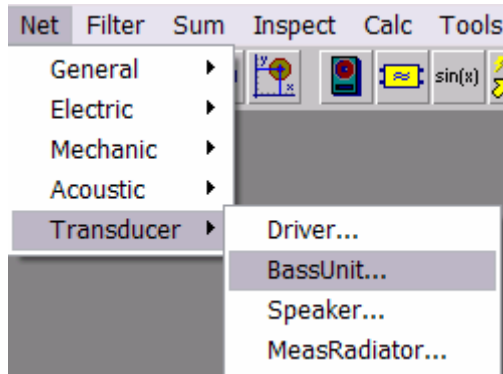 Net Filter Sum Inspect Calc Tools
y x sin(x)
General
Electric
Mechanic
Acoustic
Transducer
Driver...
BassUnit...
Speaker...
MeasRadiator...